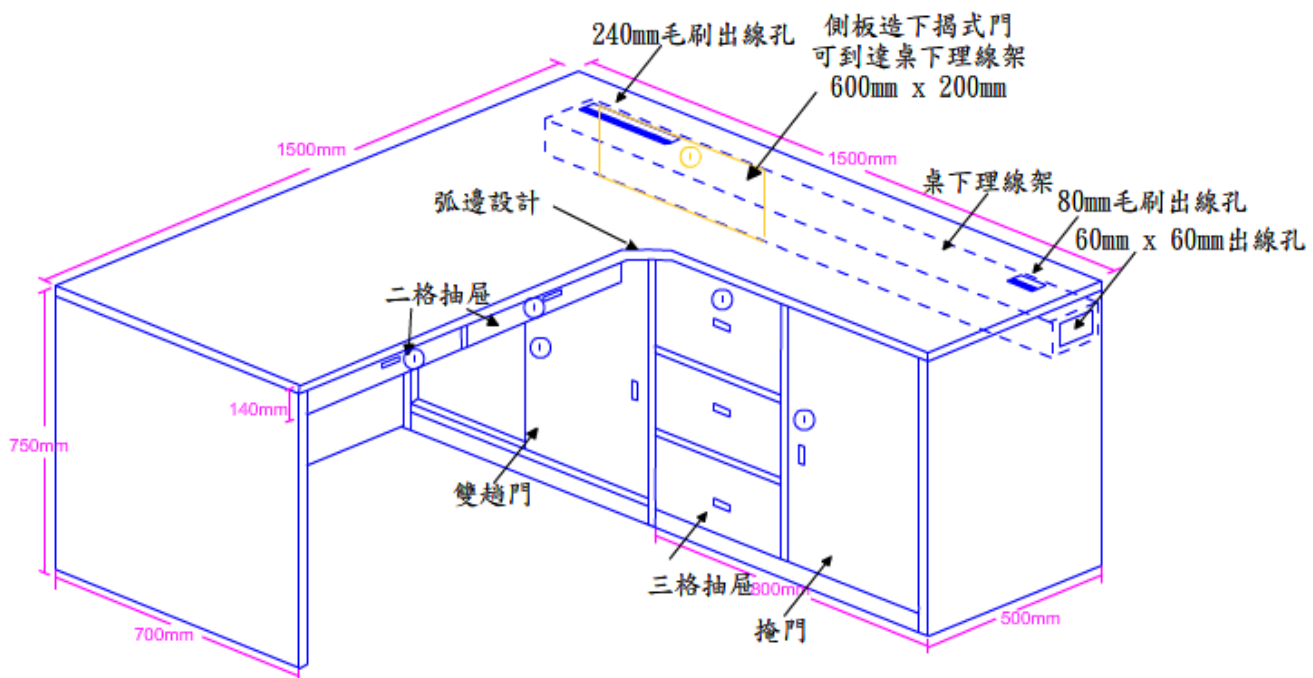 240mm毛刷出線孔
側板造下揭式門
可到達桌下理線架
600mm x 200mm
1500mm
1500mm
桌下理線架
80mm毛刷出線孔
60mm x 60mm出線孔
弧邊設計
二格抽屜
140mm
750mm
雙趟門
三格抽屜
800mm
掩門
700mm
500mm